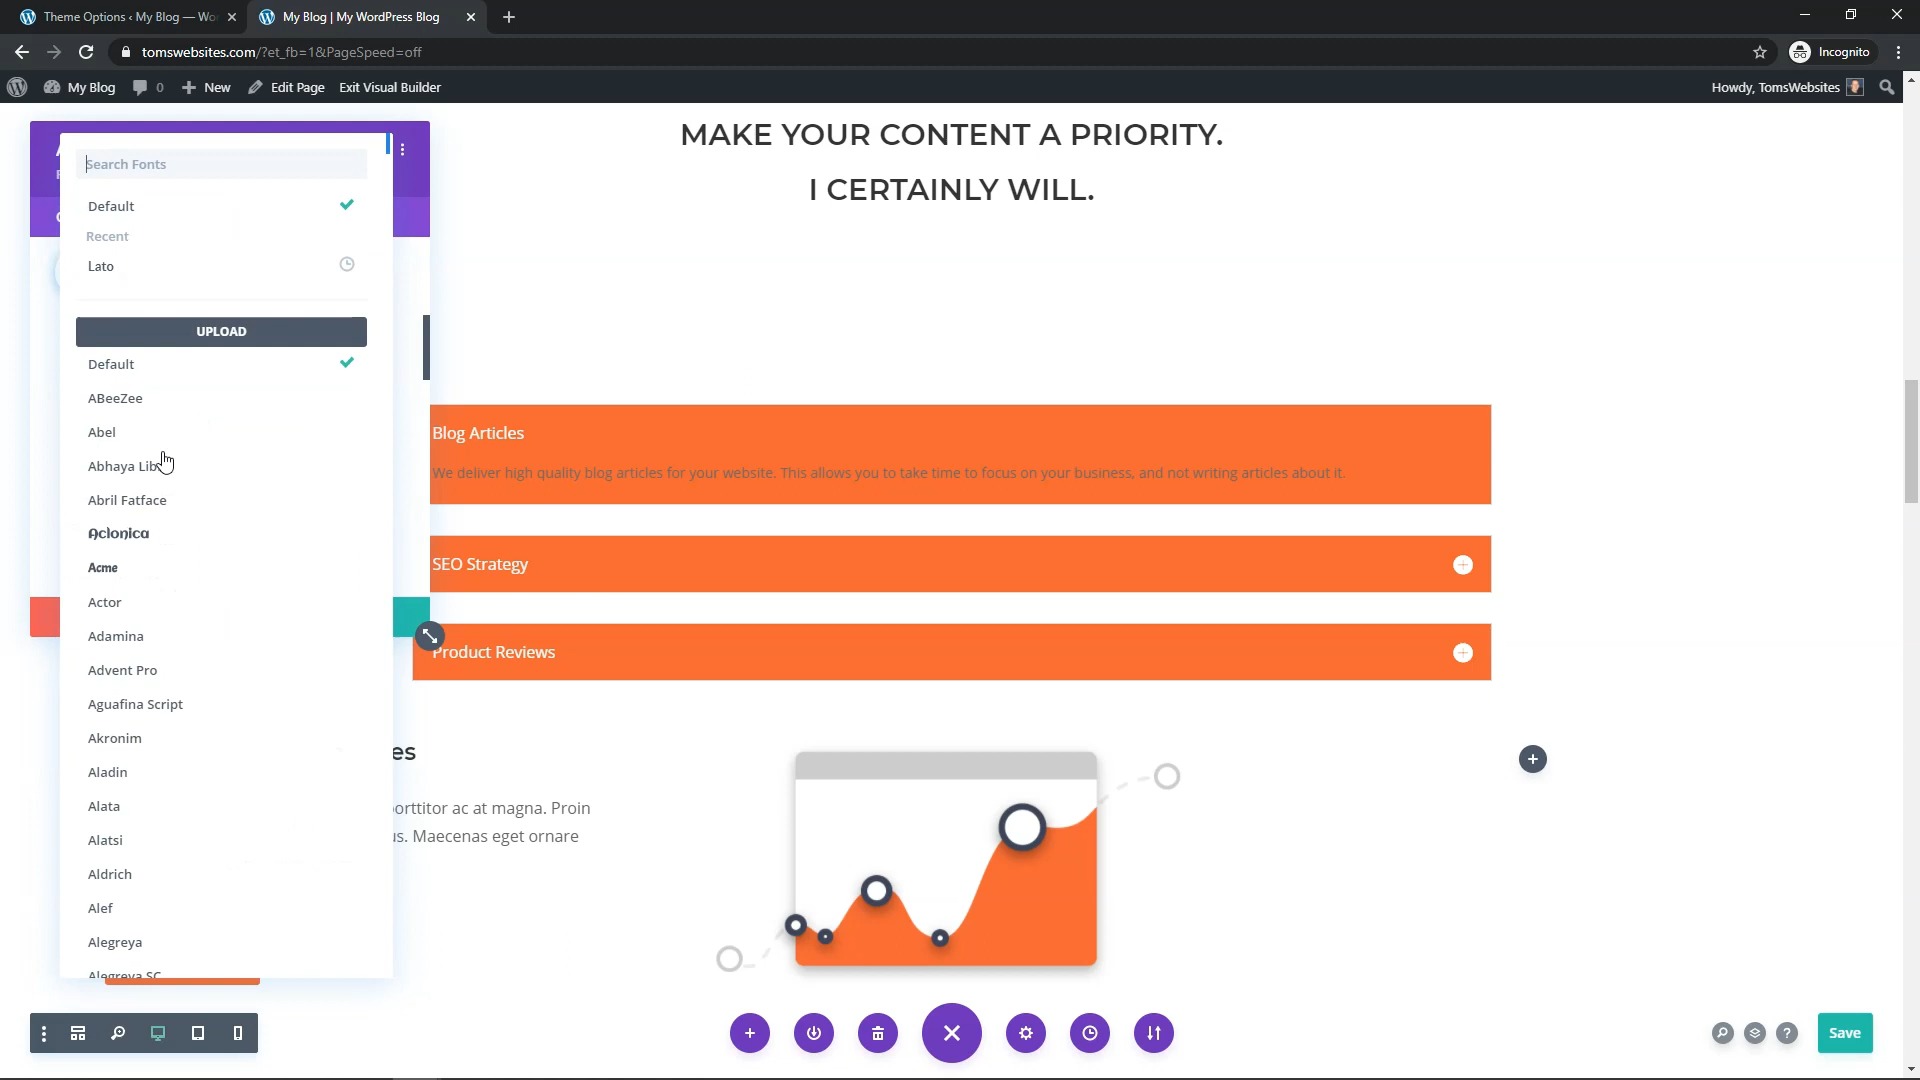 Theme Options ‹ My Blog — Wo
My Blog | My WordPress Blog
tomswebsites.com/?et_fb=1&PageSpeed=off
Incognito
My Blog
0
New
Edit Page
Exit Visual Builder
Howdy, TomsWebsites
MAKE YOUR CONTENT A PRIORITY.
I CERTAINLY WILL.
Search Fonts
Default
Recent
Lato
UPLOAD
Default
ABeeZee
Abel
Abhaya Lib
Abril Fatface
Aclonica
Acme
Actor
Adamina
Advent Pro
Aguafina Script
Akronim
Aladin
Alata
Alatsi
Aldrich
Alef
Alegreya
Alegreya SC
Blog Articles
We deliver high quality blog articles for your website. This allows you to take time to focus on your business, and not writing articles about it.
SEO Strategy
Product Reviews
es
porttitor ac at magna. Proin
us. Maecenas eget ornare
Save